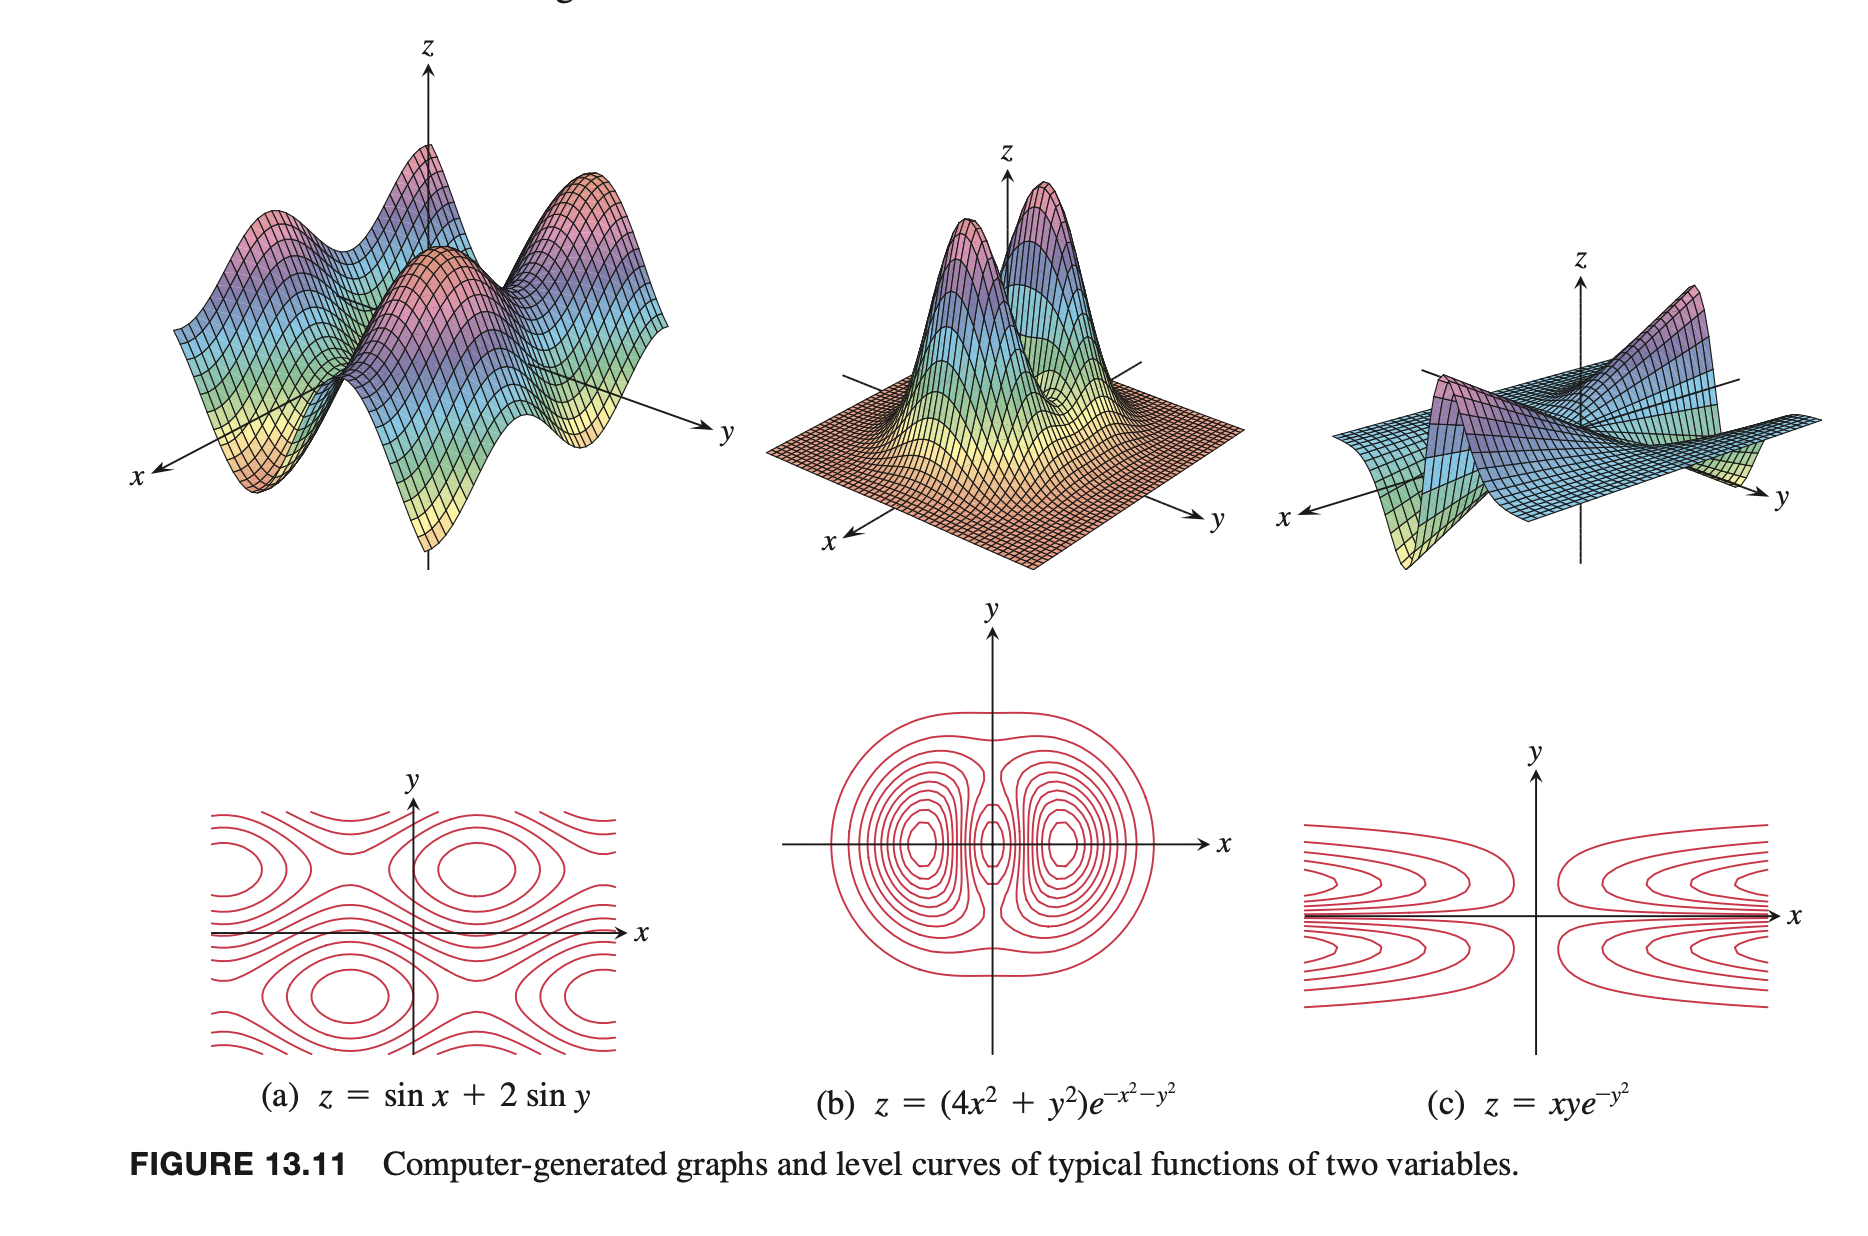 z
z
z
x
y
x
y
x
y
y
y
y
x
x
x
(a) z = sin x + 2 sin y
(b) z = (4x² + y²)e^{−x²−y²}
(c) z = xye^{−y²}
FIGURE 13.11 Computer-generated graphs and level curves of typical functions of two variables.